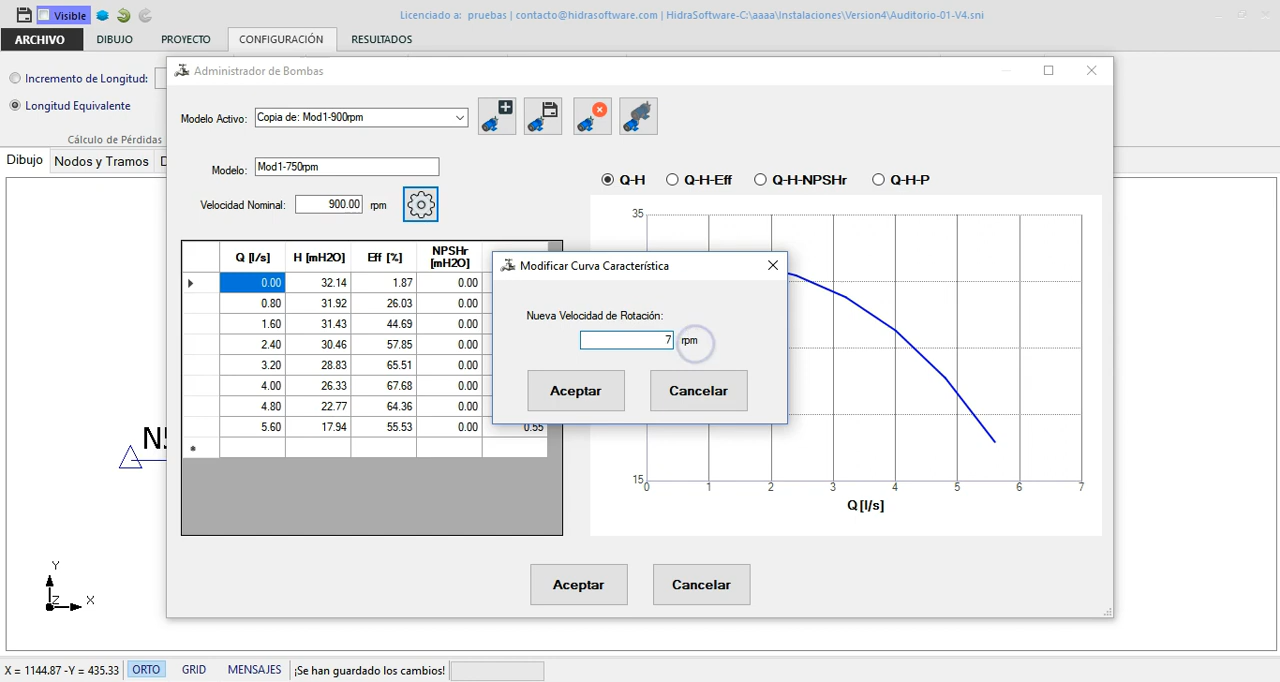 Visible
Licenciado a: pruebas | contacto@hidrasoftware.com | HidraSoftware-C:\aaaa\Instalaciones\Version4\Auditorio-01-V4.sni
ARCHIVO DIBUJO PROYECTO CONFIGURACIÓN RESULTADOS
Incremento de Longitud:
Longitud Equivalente
Cálculo de Pérdidas
Dibujo Nodos y Tramos D
Administrador de Bombas
Modelo Activo: Copia de: Mod1-900rpm
Modelo: Mod1-750rpm
Velocidad Nominal: 900.00 rpm
Q [l/s] H [mH2O] Eff [%] NPSHr [mH2O]
0.00 32.14 1.87 0.00
0.80 31.92 26.03 0.00
1.60 31.43 44.69 0.00
2.40 30.46 57.85 0.00
3.20 28.83 65.51 0.00
4.00 26.33 67.68 0.00
4.80 22.77 64.36 0.00
5.60 17.94 55.53 0.00 0.55
*
Q-H Q-H-Eff Q-H-NPSHr Q-H-P
35
15
0 1 2 3 4 5 6 7
Q [l/s]
Modificar Curva Característica
Nueva Velocidad de Rotación:
7 rpm
Aceptar Cancelar
Aceptar Cancelar
Y
Z X
X = 1144.87 -Y = 435.33 ORTO GRID MENSAJES ¡Se han guardado los cambios!